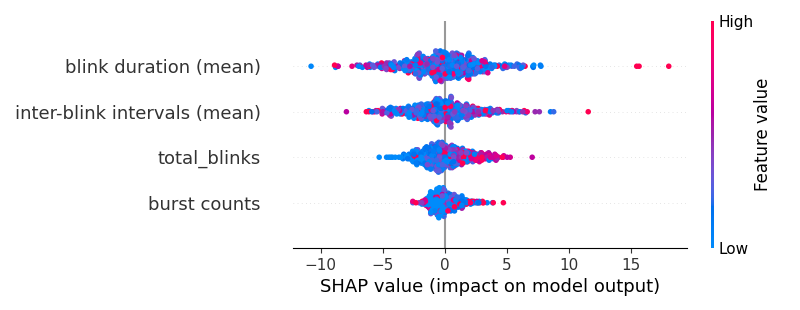 High
blink duration (mean)
inter-blink intervals (mean)
total_blinks
burst counts
Feature value
Low
−10 −5 0 5 10 15
SHAP value (impact on model output)